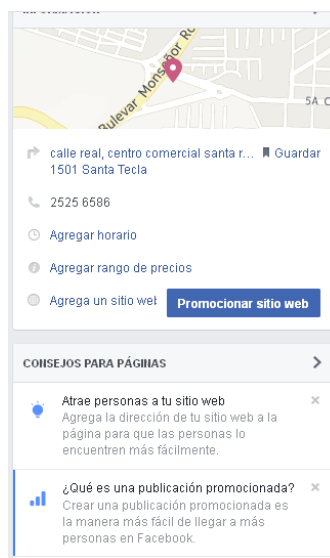 Bulevar Monseñor Ro
5A C
calle real, centro comercial santa r... Guardar
1501 Santa Tecla
2525 6586
Agregar horario
Agregar rango de precios
Agrega un sitio web Promocionar sitio web
CONSEJOS PARA PÁGINAS
Atrae personas a tu sitio web
Agrega la dirección de tu sitio web a la
página para que las personas lo
encuentren más fácilmente.
¿Qué es una publicación promocionada?
Crear una publicación promocionada es
la manera más fácil de llegar a más
personas en Facebook.